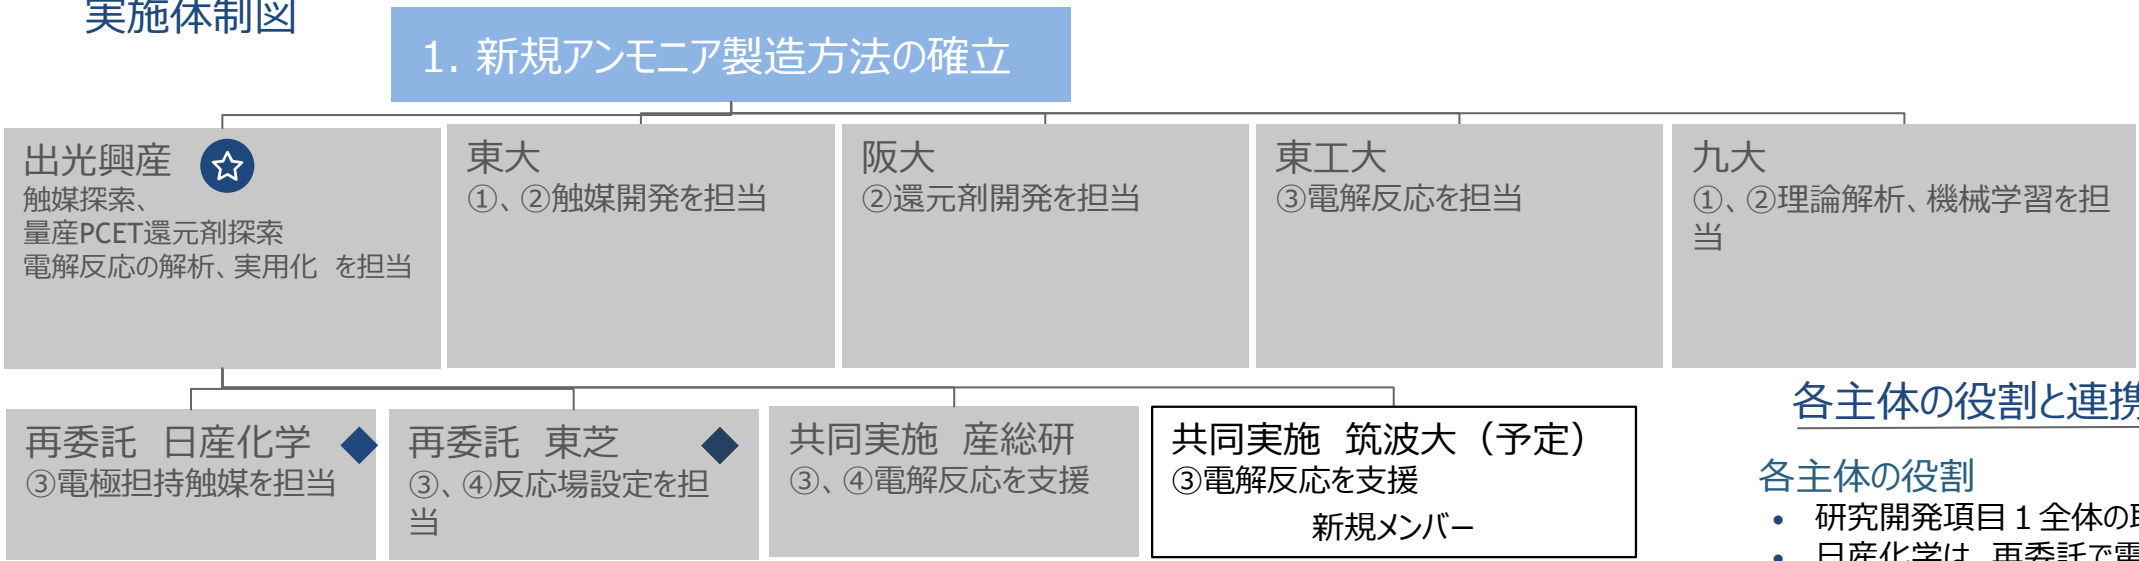 実施体制図
1. 新規アンモニア製造方法の確立
出光興産
触媒探索、
量産PCET還元剤探索
電解反応の解析、実用化 を担当
東大
①、②触媒開発を担当
阪大
②還元剤開発を担当
東工大
③電解反応を担当
九大
①、②理論解析、機械学習を担
当
再委託 日産化学
③電極担持触媒を担当
再委託 東芝
③、④反応場設定を担
当
共同実施 産総研
③、④電解反応を支援
共同実施 筑波大（予定）
③電解反応を支援
新規メンバー
各主体の役割と連携
各主体の役割
• 研究開発項目１全体の
• 日産化学は、再委託で電